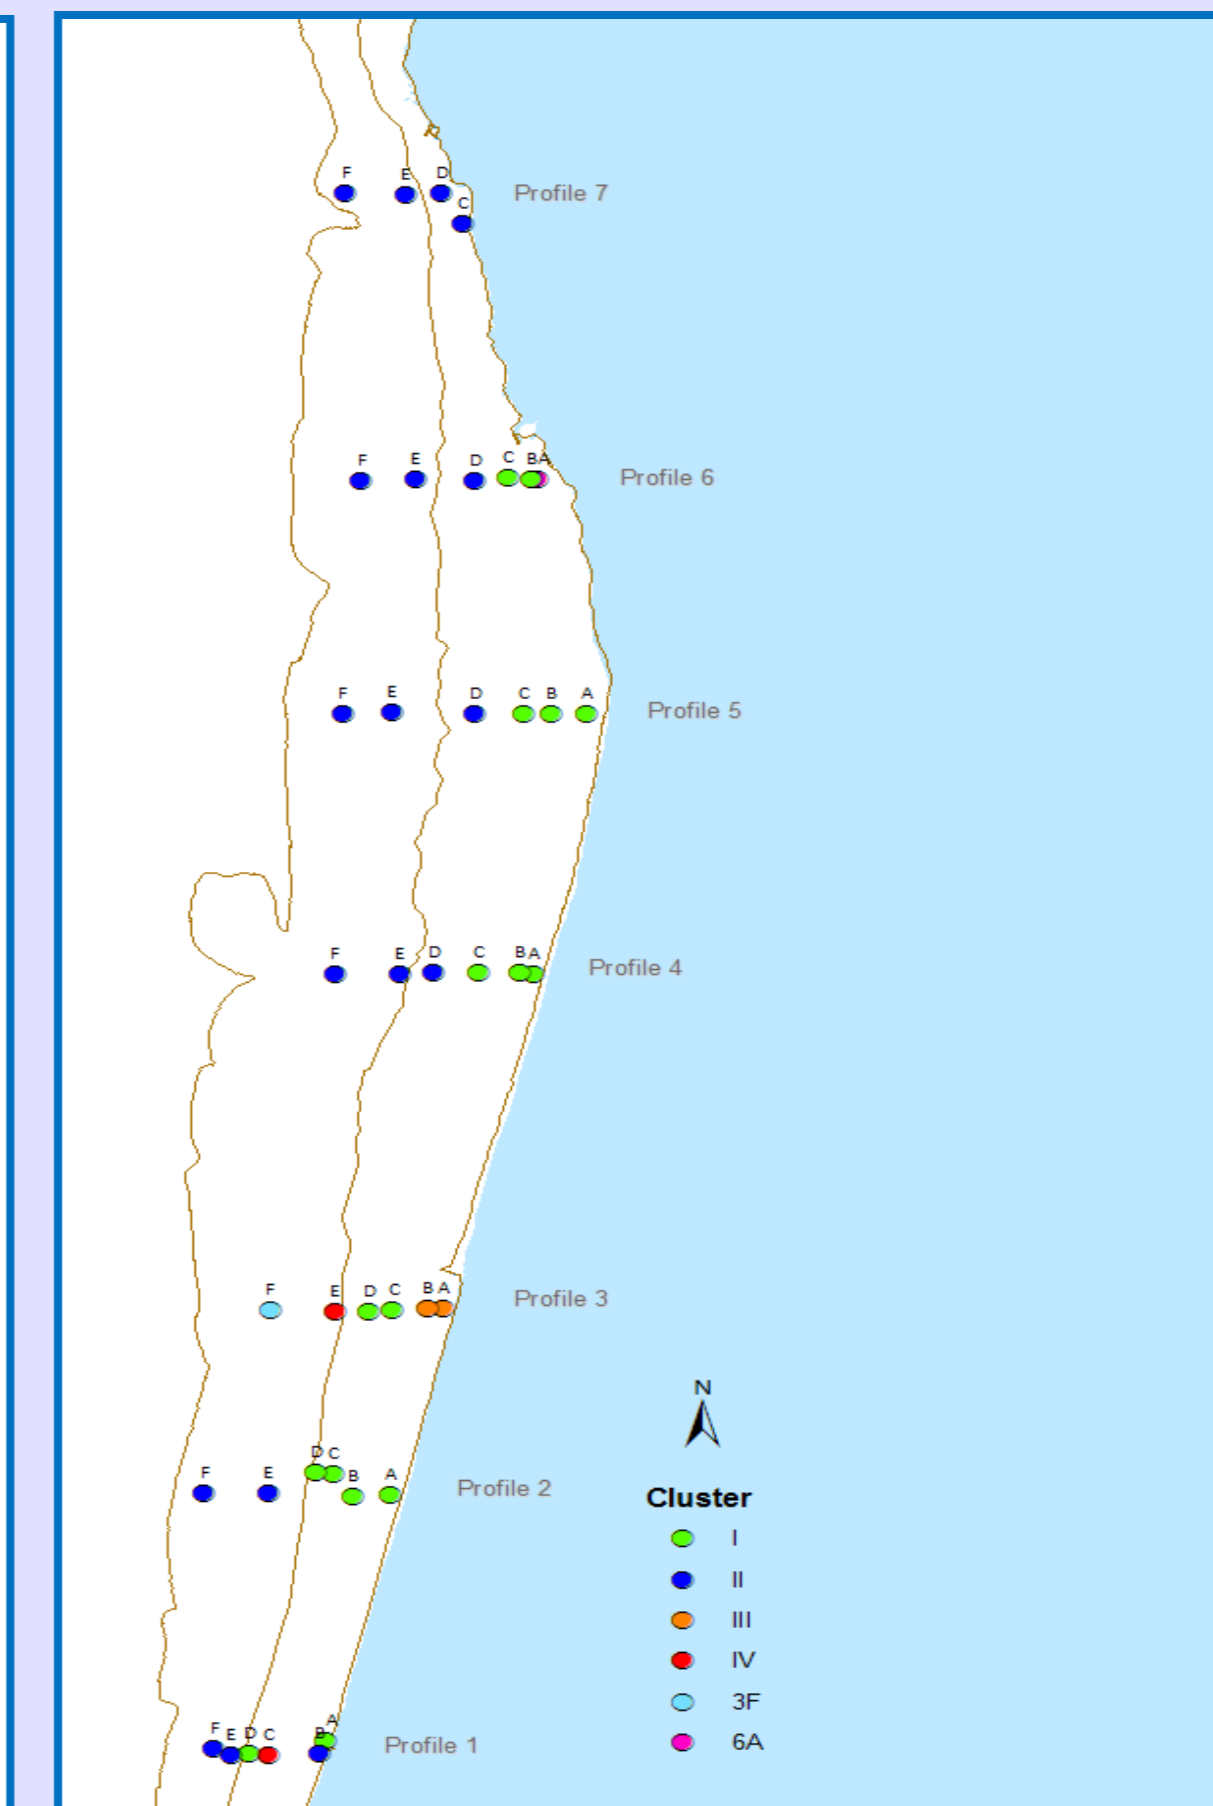 F E D
C
Profile 7
F E D C B A
Profile 6
F E D C B A
Profile 5
F E D C B A
Profile 4
F E D C B A
Profile 3
F E D C B A
Profile 2
F E D C B A
Profile 1
N
Cluster
I
II
III
IV
3F
6A